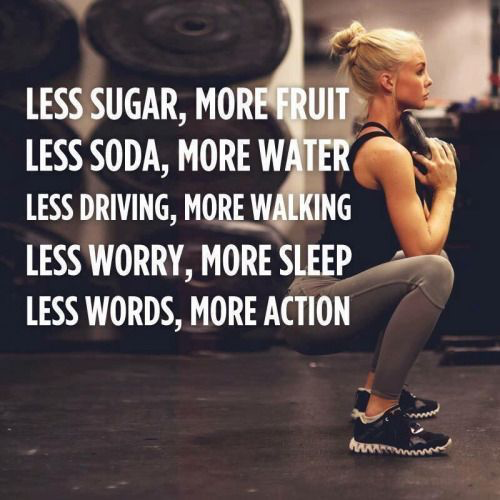 LESS SUGAR, MORE FRUIT
LESS SODA, MORE WATER
LESS DRIVING, MORE WALKING
LESS WORRY, MORE SLEEP
LESS WORDS, MORE ACTION